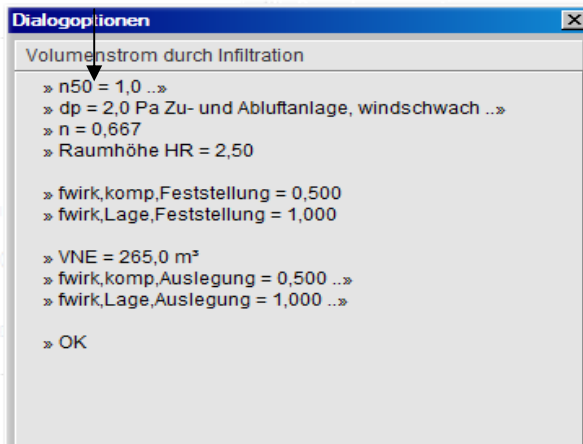 Dialogoptionen
Volumenstrom durch Infiltration
» n50 = 1,0 ..»
» dp = 2,0 Pa Zu- und Abluftanlage, windschwach ..»
» n = 0,667
» Raumhöhe HR = 2,50
» fwirk,komp,Feststellung = 0,500
» fwirk,Lage,Feststellung = 1,000
» VNE = 265,0 m³
» fwirk,komp,Auslegung = 0,500 ..»
» fwirk,Lage,Auslegung = 1,000 ..»
» OK